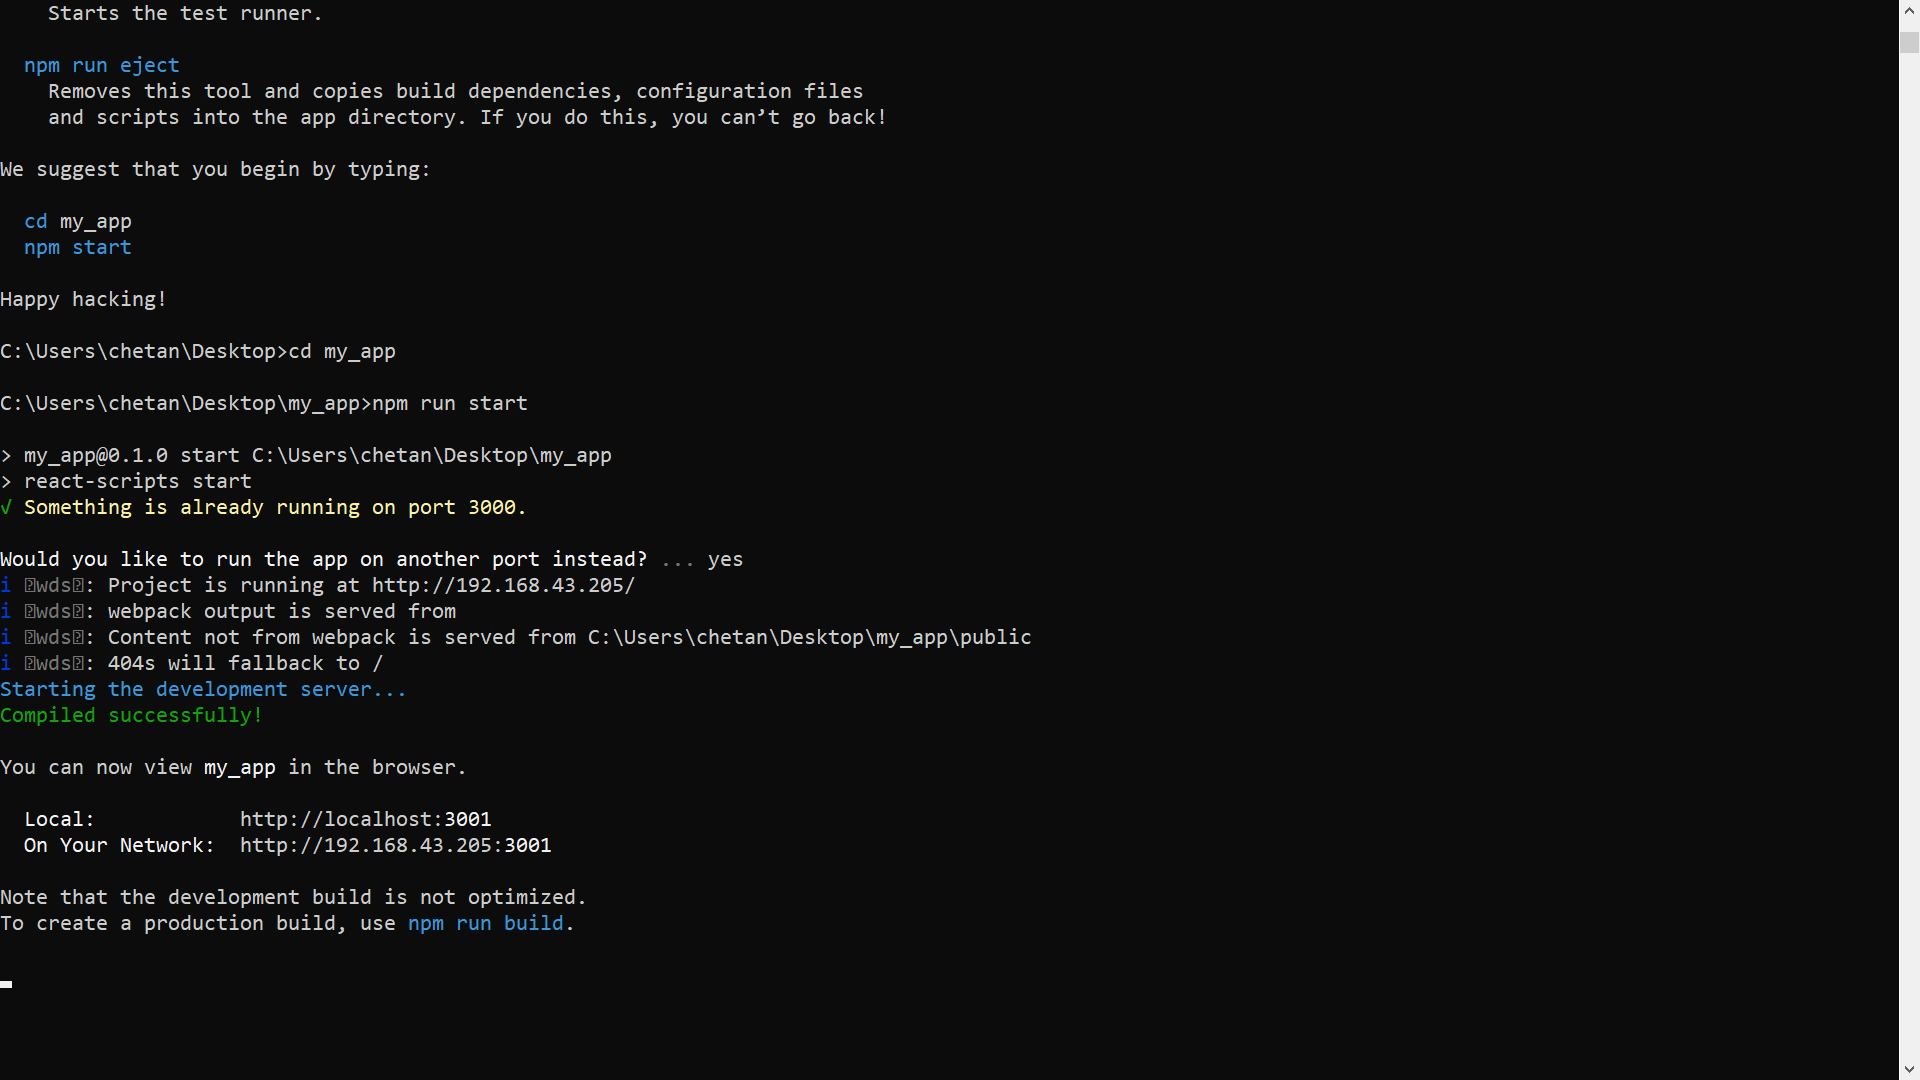 Starts the test runner.
npm run eject
Removes this tool and copies build dependencies, configuration files
and scripts into the app directory. If you do this, you can’t go back!
We suggest that you begin by typing:
cd my_app
npm start
Happy hacking!
C:\Users\chetan\Desktop>cd my_app
C:\Users\chetan\Desktop\my_app>npm run start
> my_app@0.1.0 start C:\Users\chetan\Desktop\my_app
> react-scripts start
√ Something is already running on port 3000.
Would you like to run the app on another port instead? ... yes
i wds: Project is running at http://192.168.43.205/
i wds: webpack output is served from
i wds: Content not from webpack is served from C:\Users\chetan\Desktop\my_app\public
i wds: 404s will fallback to /
Starting the development server...
Compiled successfully!
You can now view my_app in the browser.
Local: http://localhost:3001
On Your Network: http://192.168.43.205:3001
Note that the development build is not optimized.
To create a production build, use npm run build.